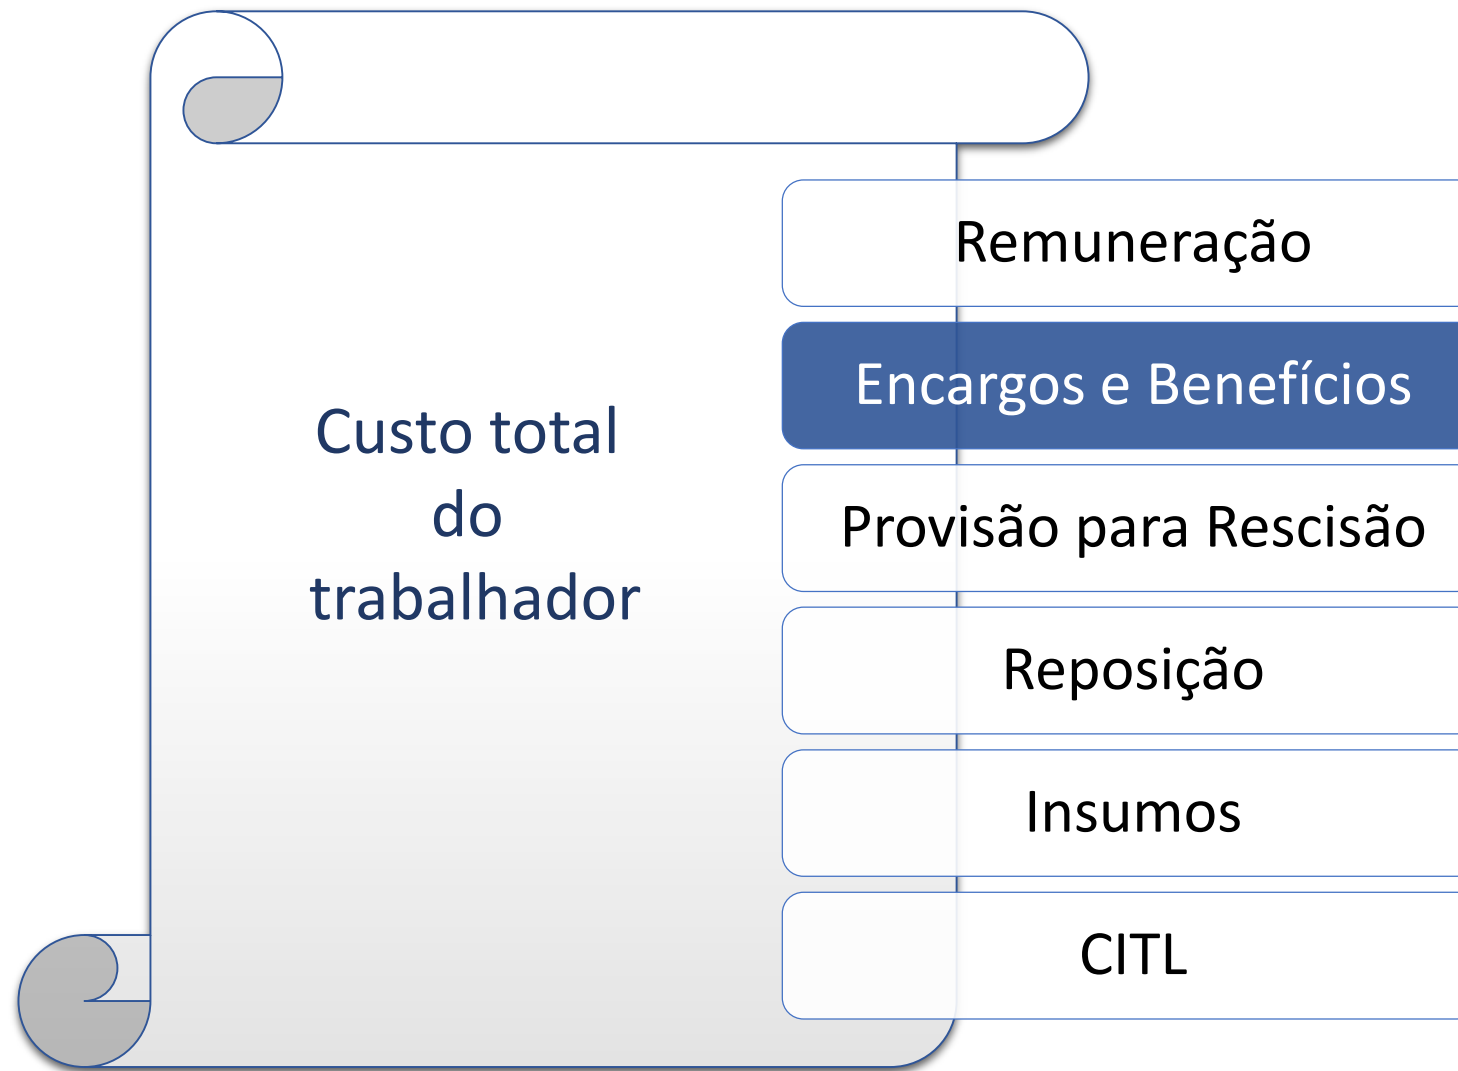 Custo total
do
trabalhador
Remuneração
Encargos e Benefícios
Provisão para Rescisão
Reposição
Insumos
CITL